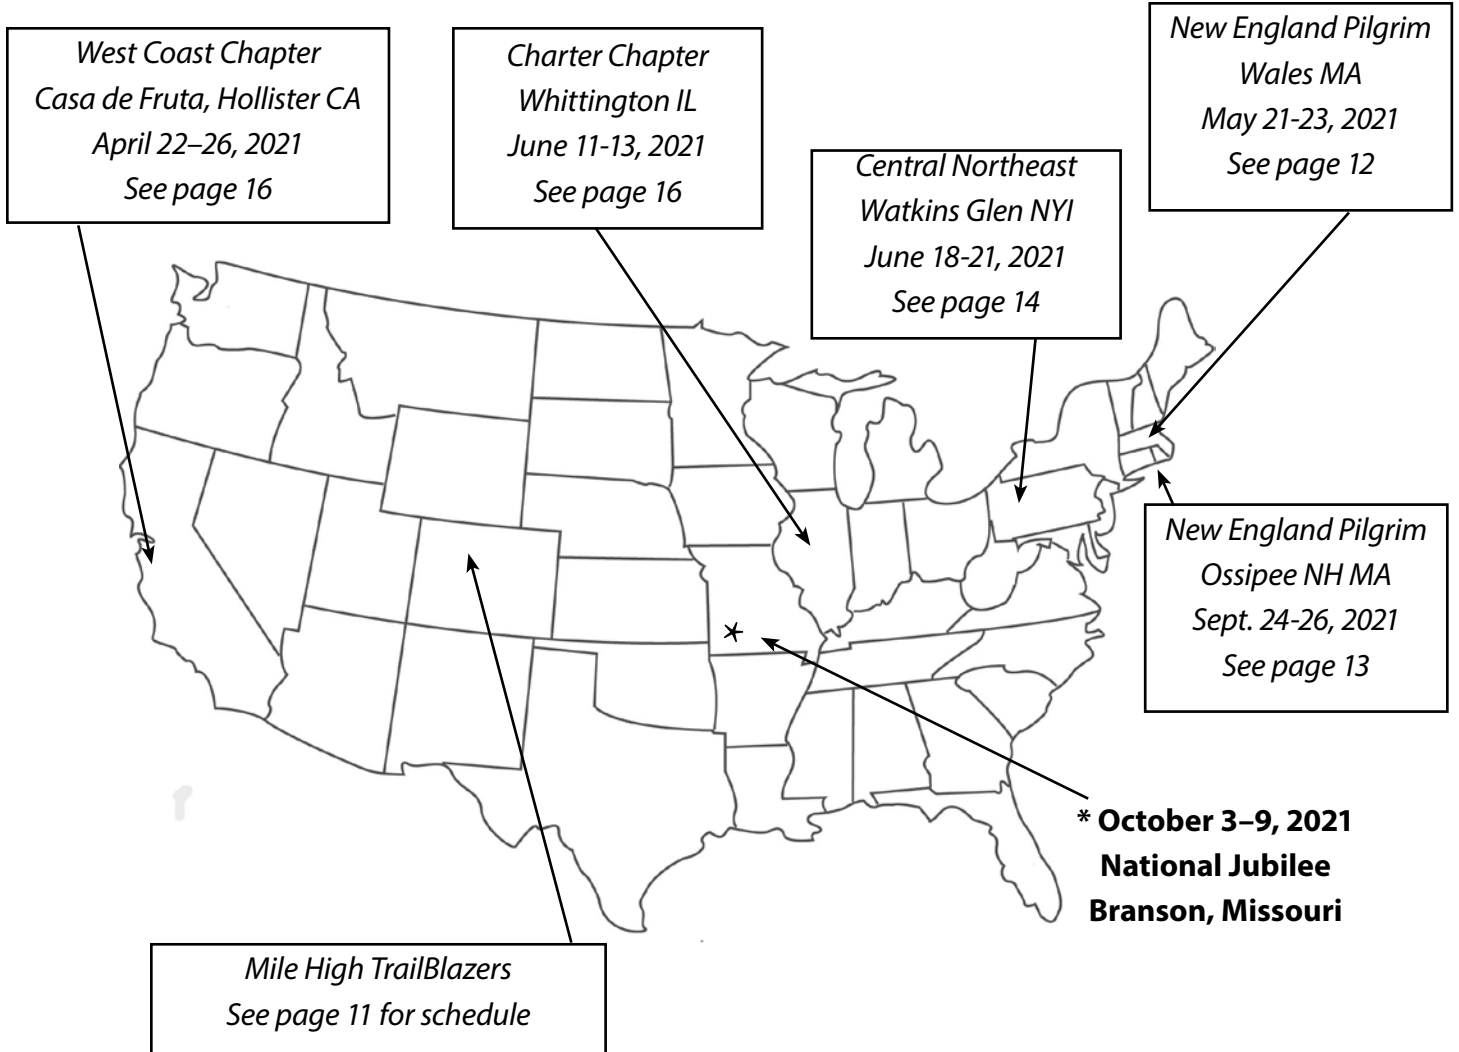 West Coast Chapter
Casa de Fruta, Hollister CA
April 22–26, 2021
See page 16
Charter Chapter
Whittington IL
June 11-13, 2021
See page 16
New England Pilgrim
Wales MA
May 21-23, 2021
See page 12
Central Northeast
Watkins Glen NYI
June 18-21, 2021
See page 14
New England Pilgrim
Ossipee NH MA
Sept. 24-26, 2021
See page 13
* October 3–9, 2021
National Jubilee
Branson, Missouri
Mile High TrailBlazers
See page 11 for schedule